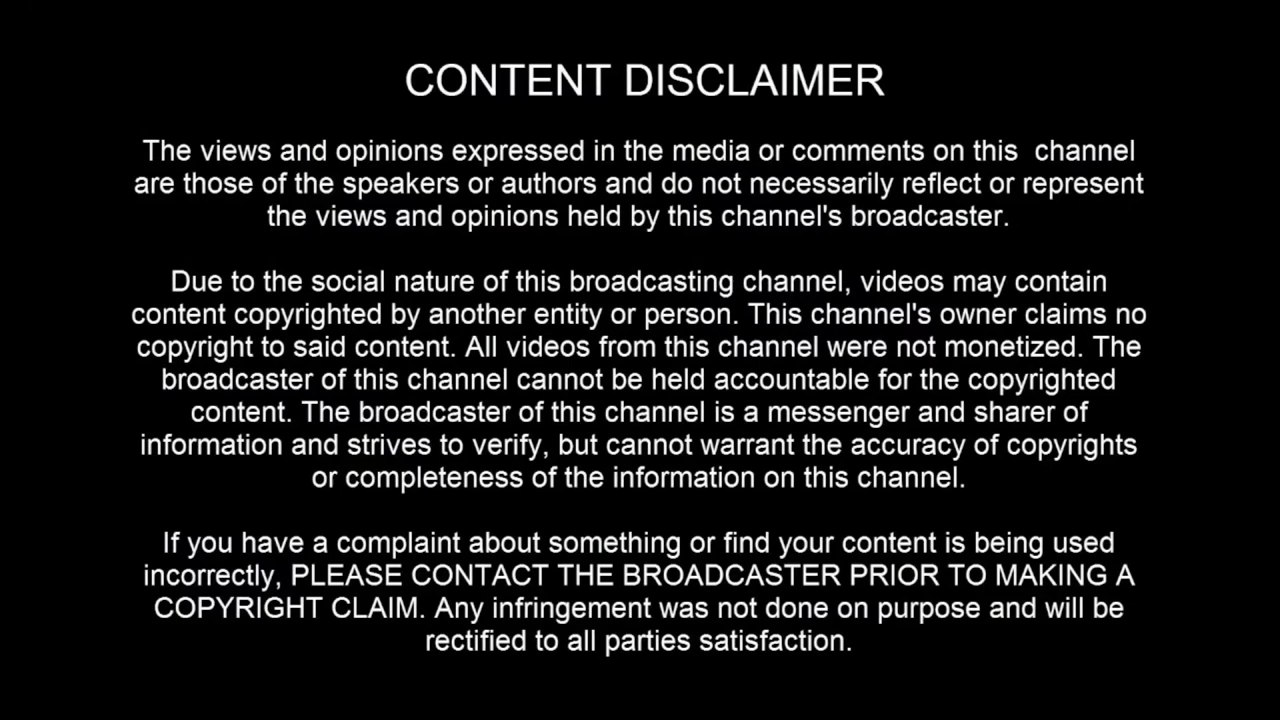 CONTENT DISCLAIMER
The views and opinions expressed in the media or comments on this  channel
are those of the speakers or authors and do not necessarily reflect or represent
the views and opinions held by this channel's broadcaster.
Due to the social nature of this broadcasting channel, videos may contain
content copyrighted by another entity or person. This channel's owner claims no
copyright to said content. All videos from this channel were not monetized. The
broadcaster of this channel cannot be held accountable for the copyrighted
content. The broadcaster of this channel is a messenger and sharer of
information and strives to verify, but cannot warrant the accuracy of copyrights
or completeness of the information on this channel.
If you have a complaint about something or find your content is being used
incorrectly, PLEASE CONTACT THE BROADCASTER PRIOR TO MAKING A
COPYRIGHT CLAIM. Any infringement was not done on purpose and will be
rectified to all parties satisfaction.